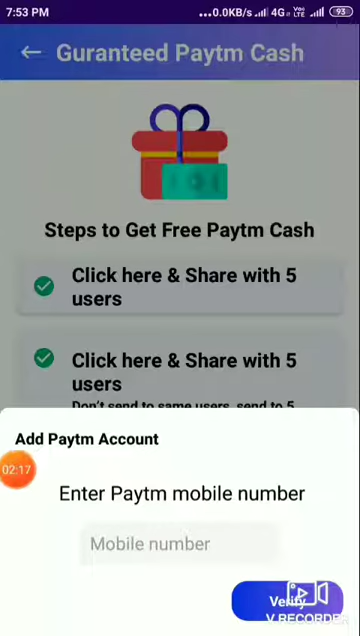 7:53 PM
...0.0KB/s 4G Voo LTE 93
Guranteed Paytm Cash
Steps to Get Free Paytm Cash
Click here & Share with 5
users
Click here & Share with 5
users
Don't send to same users, send to 5
Add Paytm Account
02:17
Enter Paytm mobile number
Mobile number
Verify
V RECORDER